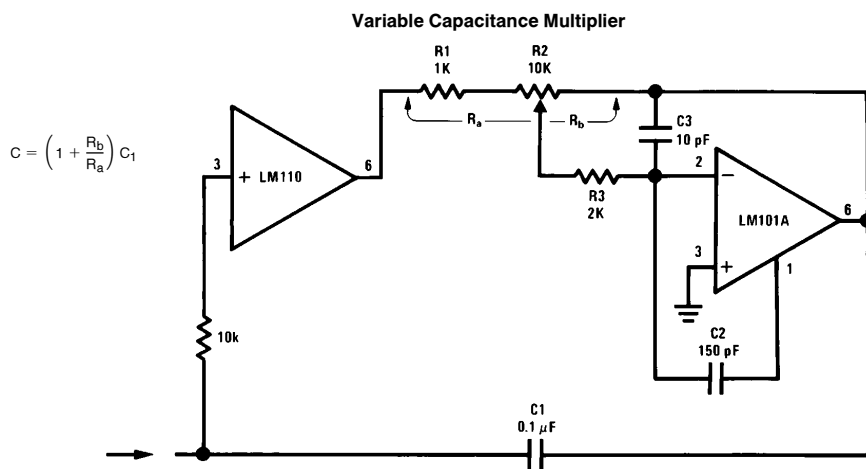 Variable Capacitance Multiplier
R1
1K
R2
10K
Ra
Rb
C3
10 pF
C = (1 + Rb/Ra) C1
3
+
LM110
6
2
−
R3
2K
LM101A
6
3
+
1
10k
C2
150 pF
C1
0.1 μF